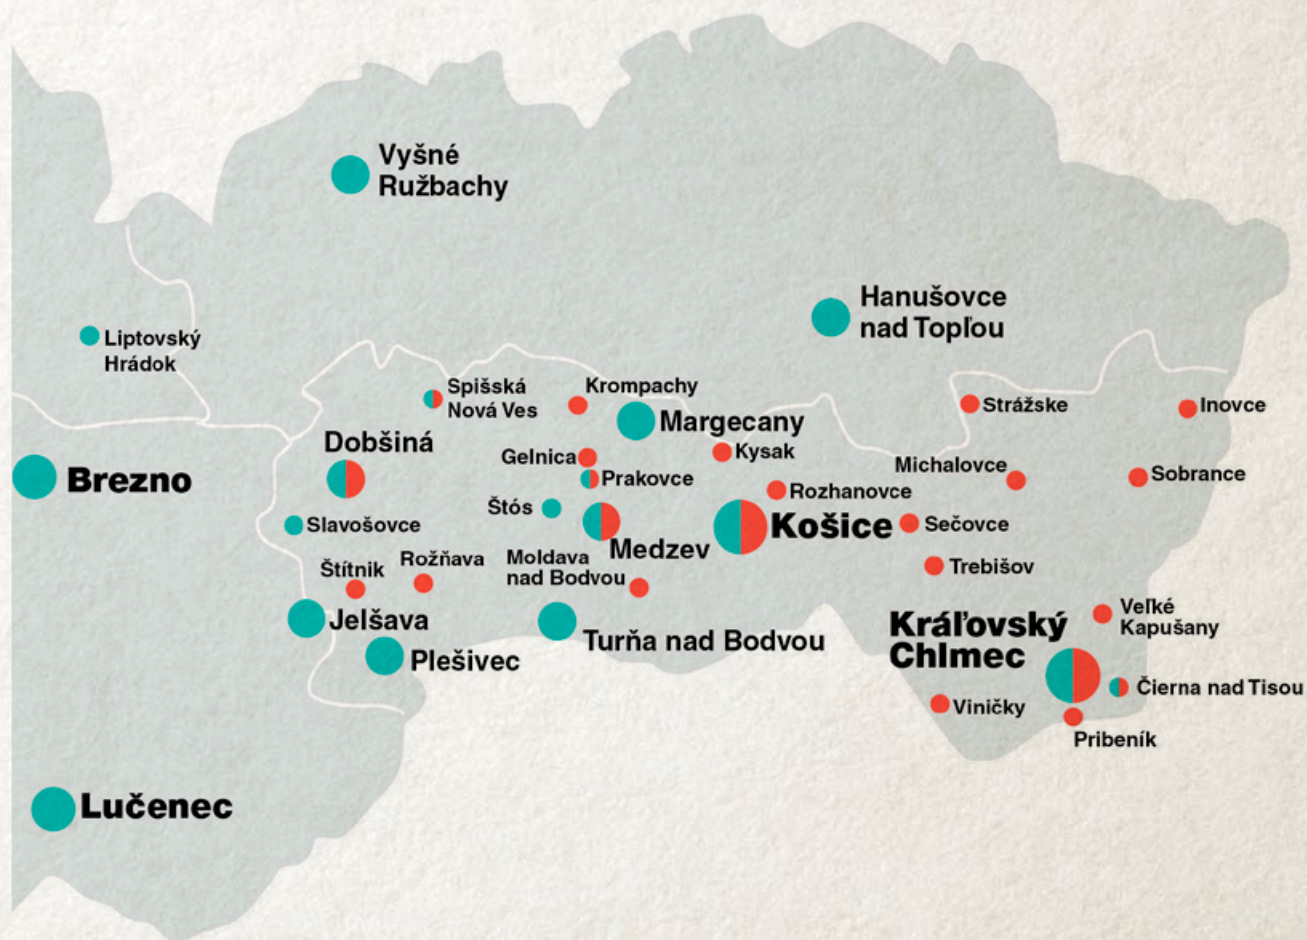 Vyšné
Ružbachy
Hanušovce
nad Topľou
Liptovský
Hrádok
Spišská
Nová Ves
Krompachy
Margecany
Strážske
Inovce
Dobšiná
Gelnica
Kysak
Michalovce
Sobrance
Brezno
Prakovce
Rozhanovce
Štós
Slavošovce
Medzev
Košice
Sečovce
Štítnik
Rožňava
Moldava
nad Bodvou
Trebišov
Jelšava
Plešivec
Turňa nad Bodvou
Kráľovský
Chlmec
Veľké
Kapušany
Čierna nad Tisou
Viničky
Pribeník
Lučenec